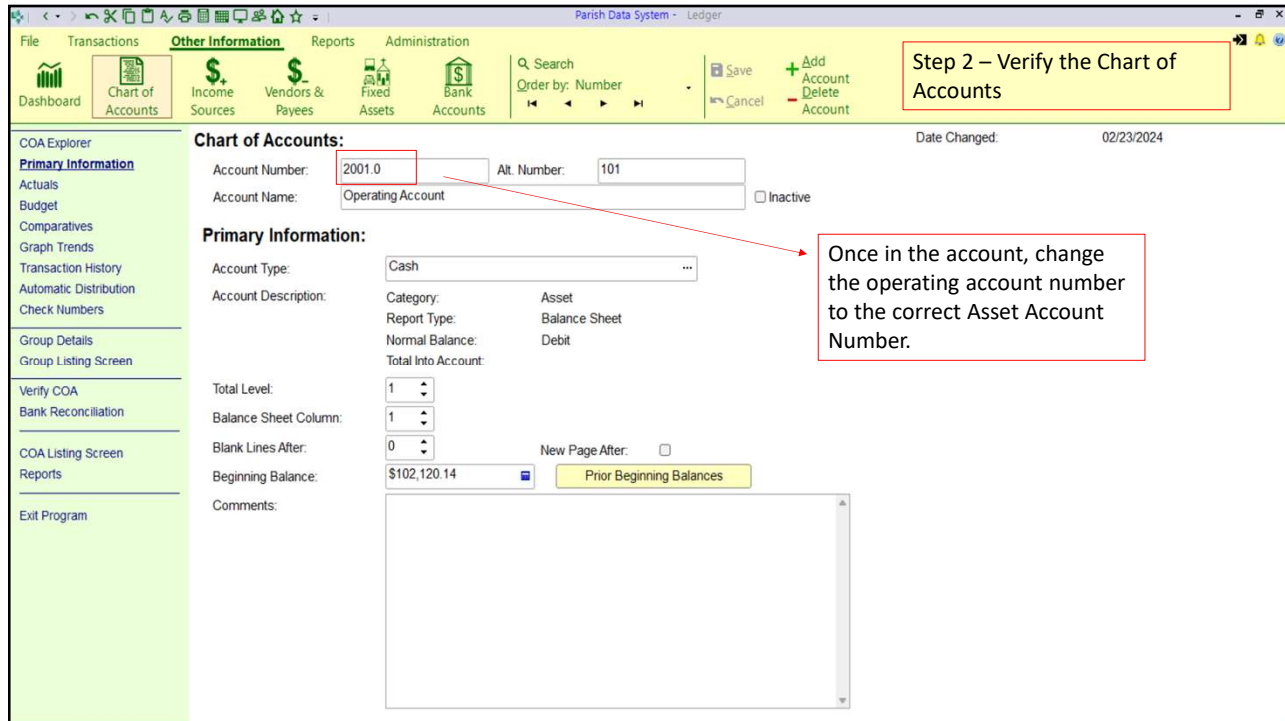 Parish Data System - Ledger
File Transactions Other Information Reports Administration
Dashboard
Chart of Accounts
Income Sources
Vendors & Payees
Fixed Assets
Bank Accounts
Search
Order by: Number
Save
Cancel
Add Account
Delete Account
Step 2 – Verify the Chart of
Accounts
COA Explorer
Primary Information
Actuals
Budget
Comparatives
Graph Trends
Transaction History
Automatic Distribution
Check Numbers
Group Details
Group Listing Screen
Verify COA
Bank Reconciliation
COA Listing Screen
Reports
Exit Program
Chart of Accounts:
Date Changed: 02/23/2024
Account Number: 2001.0 Alt. Number: 101
Account Name: Operating Account Inactive
Primary Information:
Account Type: Cash ...
Account Description: Category: Asset
Report Type: Balance Sheet
Normal Balance: Debit
Total Into Account:
Total Level: 1
Balance Sheet Column: 1
Blank Lines After: 0 New Page After:
Beginning Balance: $102,120.14 Prior Beginning Balances
Comments:
Once in the account, change
the operating account number
to the correct Asset Account
Number.